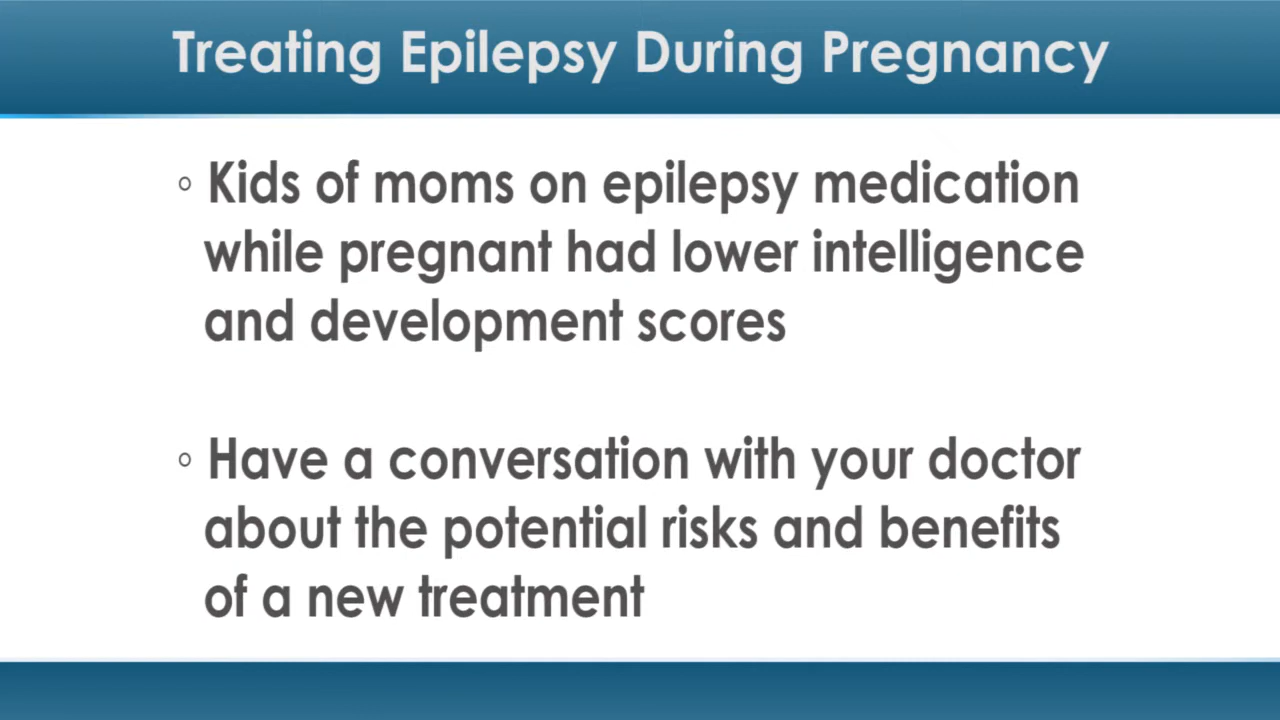 Treating Epilepsy During Pregnancy
◦ Kids of moms on epilepsy medication
while pregnant had lower intelligence
and development scores
◦ Have a conversation with your doctor
about the potential risks and benefits
of a new treatment